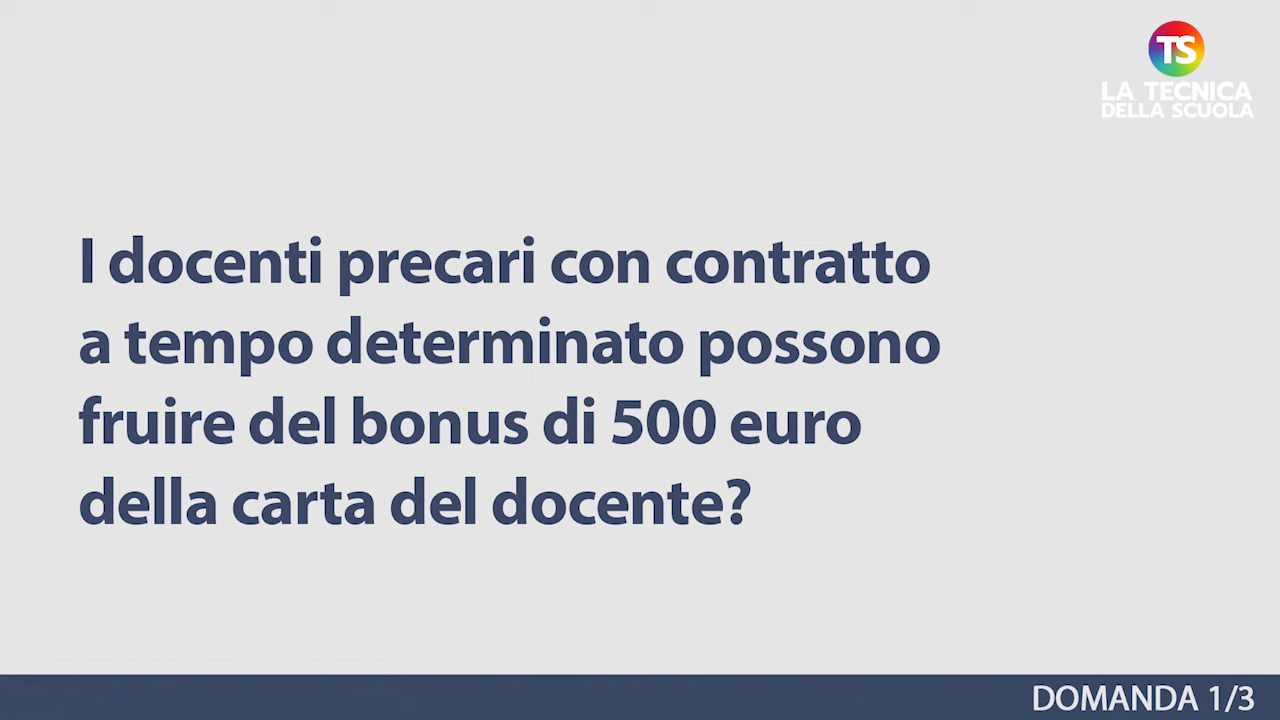 TS
LA TECNICA
DELLA SCUOLA
I docenti precari con contratto
a tempo determinato possono
fruire del bonus di 500 euro
della carta del docente?
DOMANDA 1/3